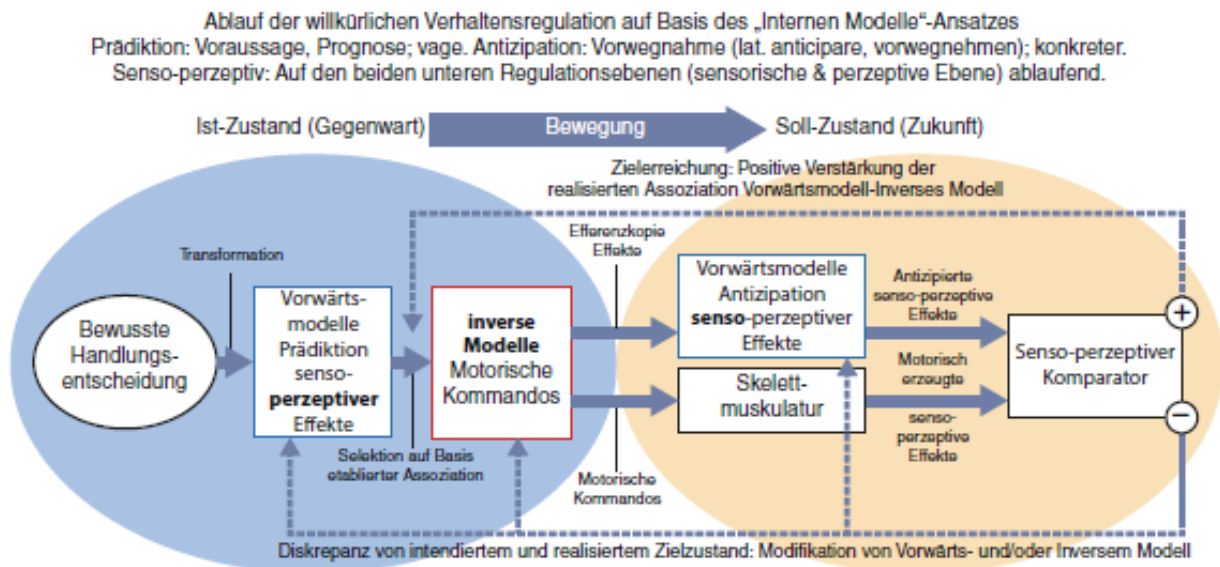 Ablauf der willkürlichen Verhaltensregulation auf Basis des „Internen Modelle“-Ansatzes
Prädiktion: Voraussage, Prognose; vage. Antizipation: Vorwegnahme (lat. anticipare, vorwegnehmen); konkreter.
Senso-perzeptiv: Auf den beiden unteren Regulationsebenen (sensorische & perzeptive Ebene) ablaufend.
Ist-Zustand (Gegenwart)
Bewegung
Soll-Zustand (Zukunft)
Zielerreichung: Positive Verstärkung der
realisierten Assoziation Vorwärtsmodell-Inverses Modell
Transformation
Efferenzkopie
Effekte
Bewusste
Handlungs-
entscheidung
Vorwärts-
modelle
Prädiktion
senso-
perzeptiver
Effekte
Selektion auf Basis
etablierter Assoziation
inverse
Modelle
Motorische
Kommandos
Motorische
Kommandos
Vorwärtsmodelle
Antizipation
senso-perzeptiver
Effekte
Skelett-
muskulatur
Antizipierte
senso-perzeptive
Effekte
Motorisch
erzeugte
senso-
perzeptive
Effekte
+
Senso-perzeptiver
Komparator
−
Diskrepanz von intendiertem und realisiertem Zielzustand: Modifikation von Vorwärts- und/oder Inversem Modell